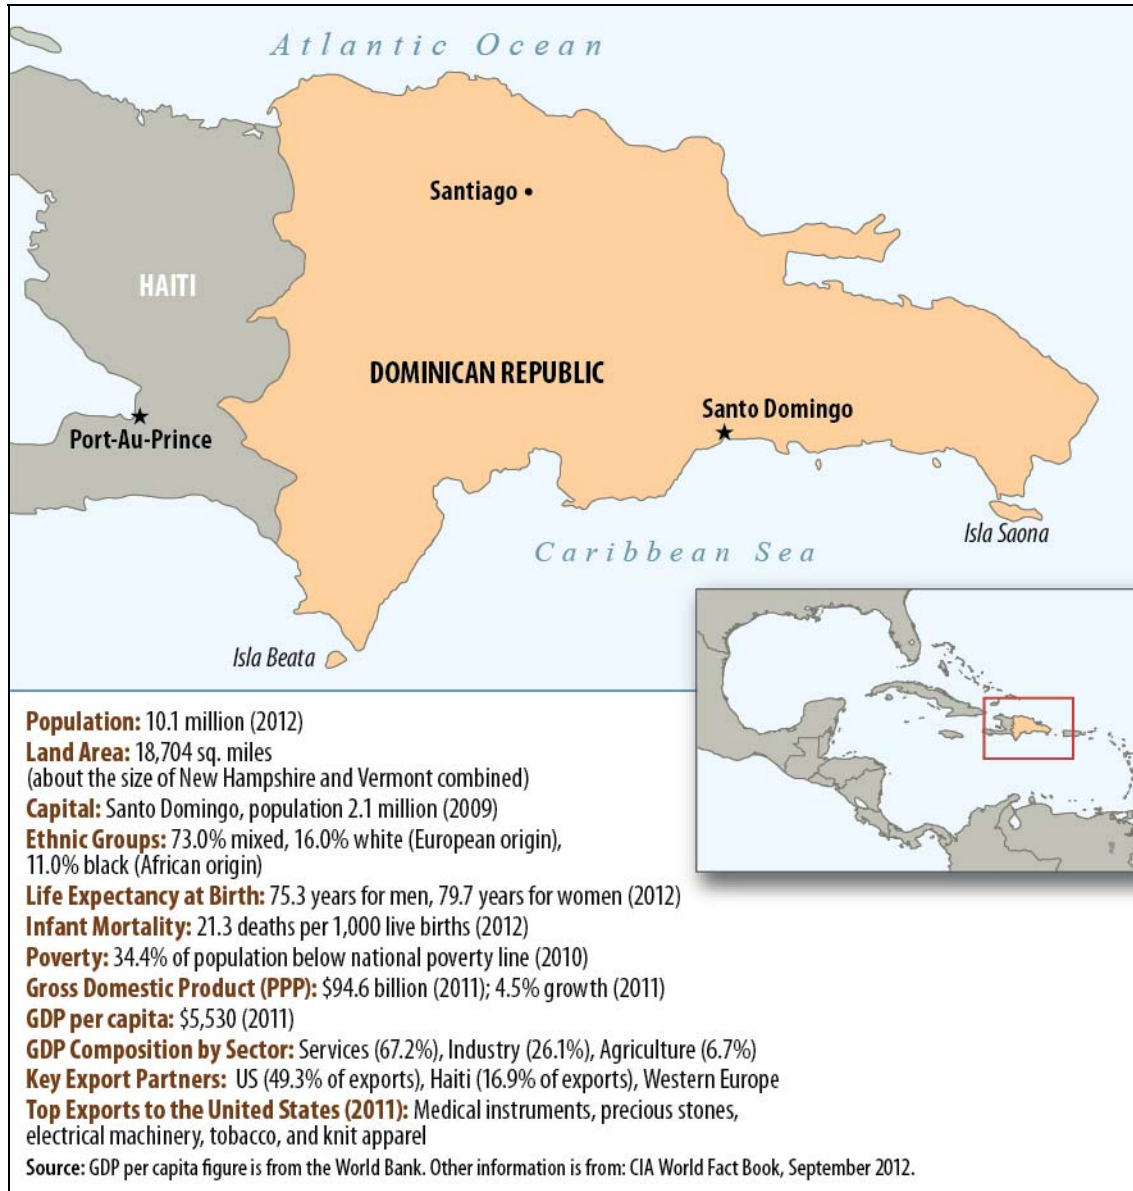 Atlantic Ocean
Santiago
HAITI
DOMINICAN REPUBLIC
Santo Domingo
Port-Au-Prince
Isla Saona
Caribbean Sea
Isla Beata
Population: 10.1 million (2012)
Land Area: 18,704 sq. miles
(about the size of New Hampshire and Vermont combined)
Capital: Santo Domingo, population 2.1 million (2009)
Ethnic Groups: 73.0% mixed, 16.0% white (European origin),
11.0% black (African origin)
Life Expectancy at Birth: 75.3 years for men, 79.7 years for women (2012)
Infant Mortality: 21.3 deaths per 1,000 live births (2012)
Poverty: 34.4% of population below national poverty line (2010)
Gross Domestic Product (PPP): $94.6 billion (2011); 4.5% growth (2011)
GDP per capita: $5,530 (2011)
GDP Composition by Sector: Services (67.2%), Industry (26.1%), Agriculture (6.7%)
Key Export Partners: US (49.3% of exports), Haiti (16.9% of exports), Western Europe
Top Exports to the United States (2011): Medical instruments, precious stones,
electrical machinery, tobacco, and knit apparel
Source: GDP per capita figure is from the World Bank. Other information is from: CIA World Fact Book, September 2012.